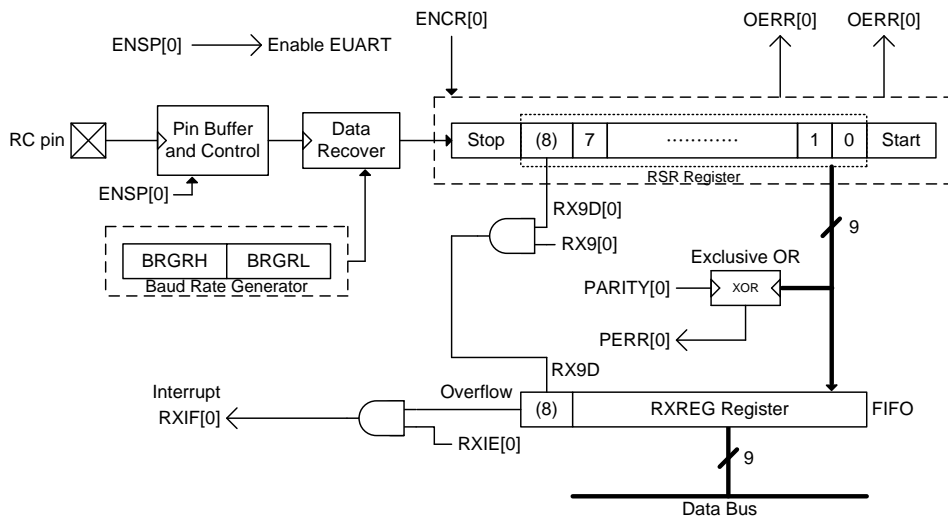 ENCR[0]
OERR[0]
OERR[0]
ENSP[0]
Enable EUART
RC pin
Pin Buffer
and Control
Data
Recover
Stop
(8)
7
1
0
Start
RSR Register
ENSP[0]
RX9D[0]
RX9[0]
9
BRGRH
BRGRL
Baud Rate Generator
Exclusive OR
PARITY[0]
XOR
PERR[0]
RX9D
Interrupt
RXIF[0]
Overflow
(8)
RXREG Register
FIFO
RXIE[0]
9
Data Bus